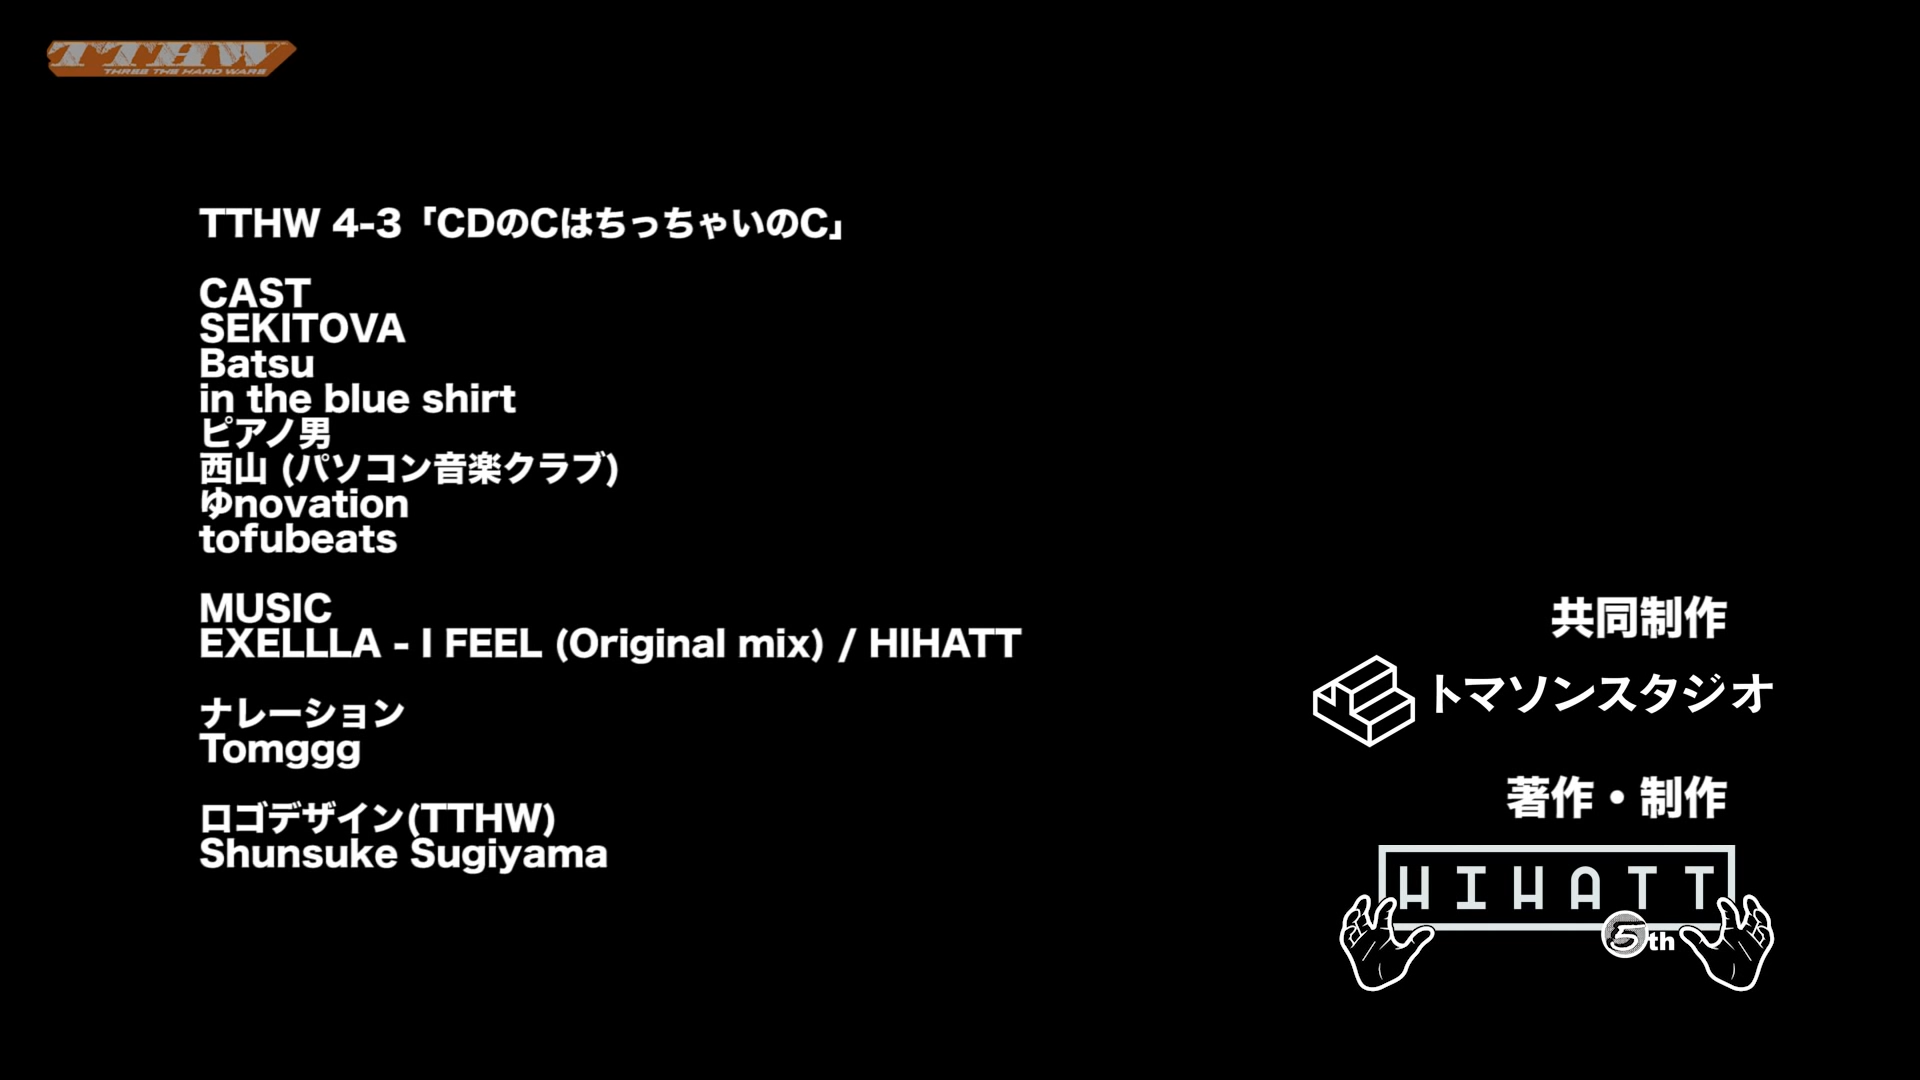 TTHW
THREE THE HARD WARE
TTHW 4-3「CDのCはちっちゃいのC」
CAST
SEKITOVA
Batsu
in the blue shirt
ピアノ男
西山 (パソコン音楽クラブ)
ゆnovation
tofubeats
MUSIC
EXELLLA - I FEEL (Original mix) / HIHATT
ナレーション
Tomggg
ロゴデザイン(TTHW)
Shunsuke Sugiyama
共同制作
トマソンスタジオ
著作・制作
HIHATT
5th